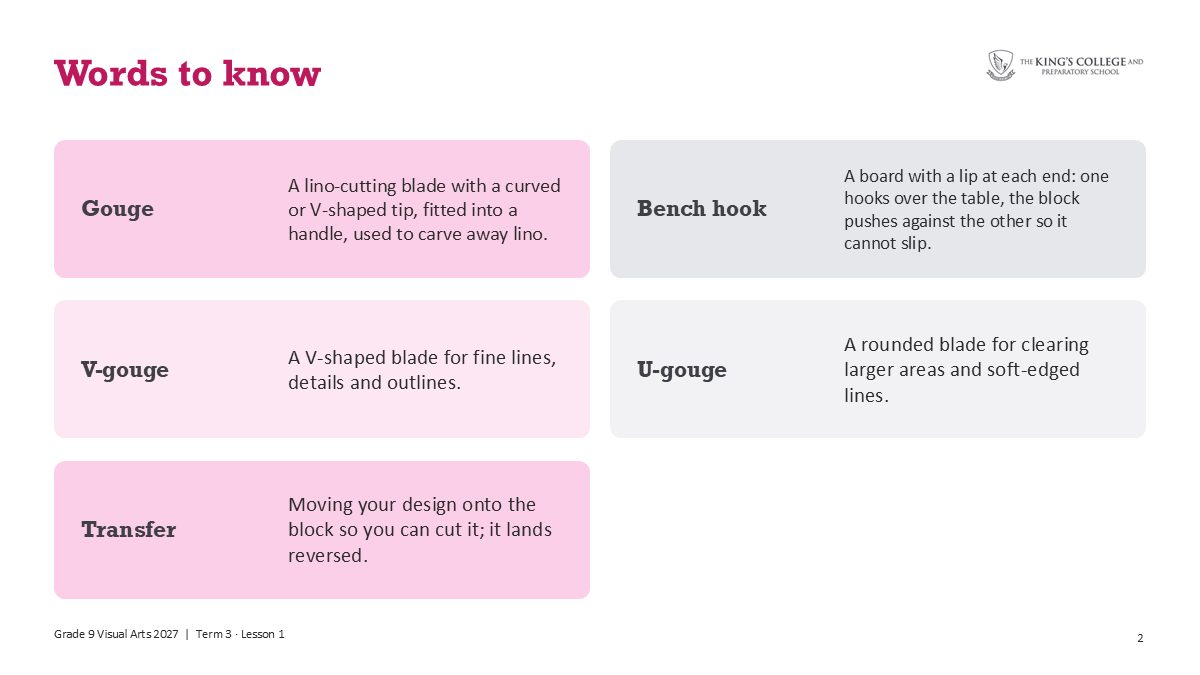 Words to know
THE KING'S COLLEGE AND
PREPARATORY SCHOOL
Gouge
A lino-cutting blade with a curved
or V-shaped tip, fitted into a
handle, used to carve away lino.
Bench hook
A board with a lip at each end: one
hooks over the table, the block
pushes against the other so it
cannot slip.
V-gouge
A V-shaped blade for fine lines,
details and outlines.
U-gouge
A rounded blade for clearing
larger areas and soft-edged
lines.
Transfer
Moving your design onto the
block so you can cut it; it lands
reversed.
Grade 9 Visual Arts 2027 | Term 3 · Lesson 1
2